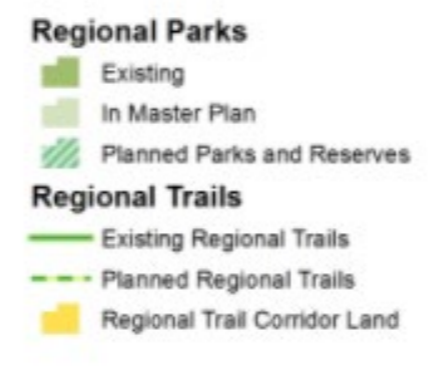 Regional Parks
Existing
In Master Plan
Planned Parks and Reserves
Regional Trails
Existing Regional Trails
Planned Regional Trails
Regional Trail Corridor Land